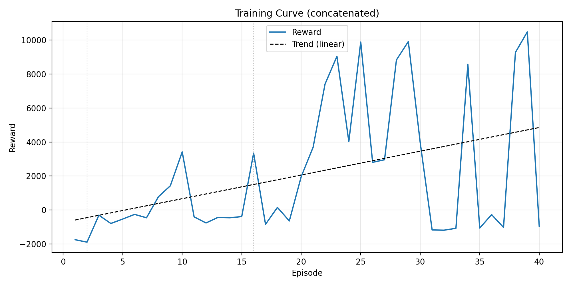 Training Curve (concatenated)
Reward
Trend (linear)
10000
8000
6000
4000
2000
0
−2000
Reward
0 5 10 15 20 25 30 35 40
Episode